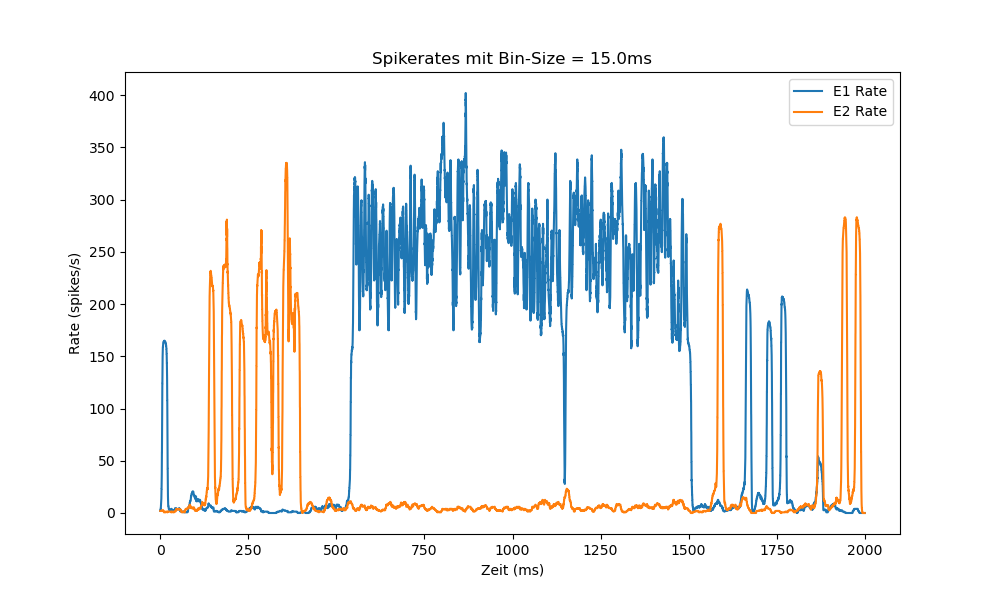 Spikerates mit Bin-Size = 15.0ms
E1 Rate
E2 Rate
400
350
300
250
200
150
100
50
0
Rate (spikes/s)
0 250 500 750 1000 1250 1500 1750 2000
Zeit (ms)